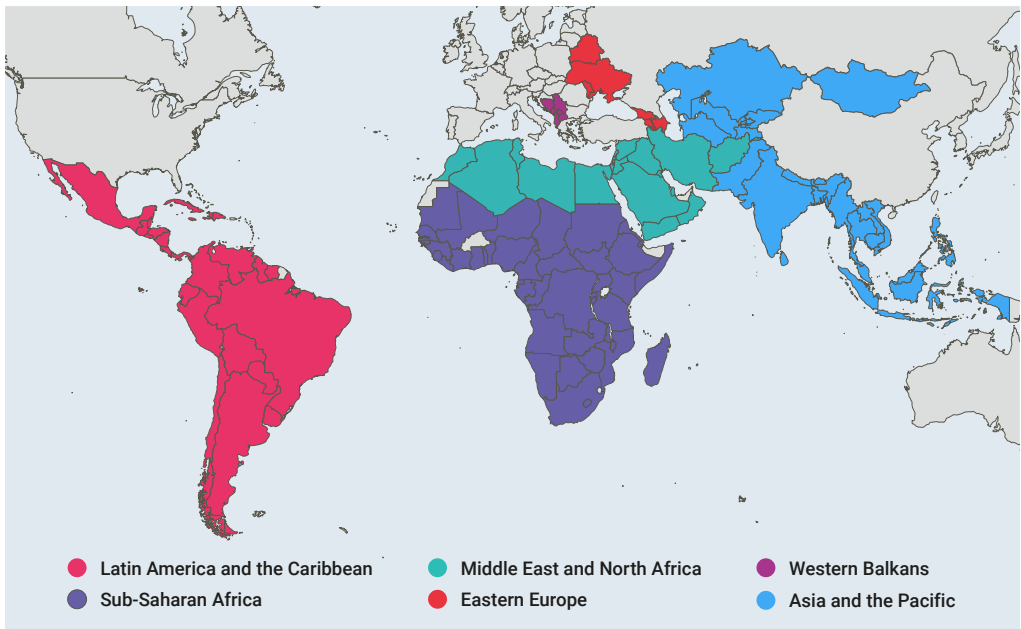 Latin America and the Caribbean
Sub-Saharan Africa
Middle East and North Africa
Eastern Europe
Western Balkans
Asia and the Pacific